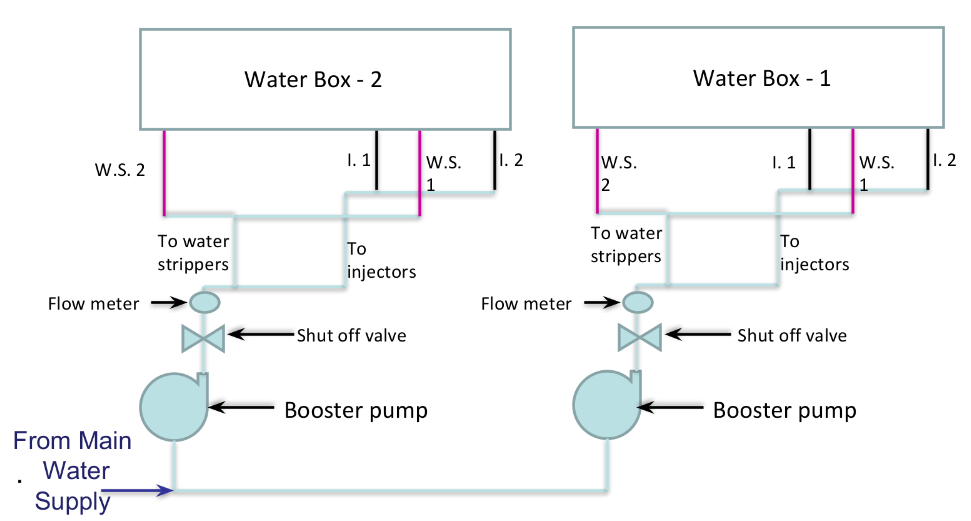 Water Box - 2
Water Box - 1
W.S. 2
I. 1
W.S.
1
I. 2
W.S.
2
I. 1
W.S.
1
I. 2
To water
strippers
To
injectors
To water
strippers
To
injectors
Flow meter
Flow meter
Shut off valve
Shut off valve
Booster pump
Booster pump
From Main
. Water
Supply